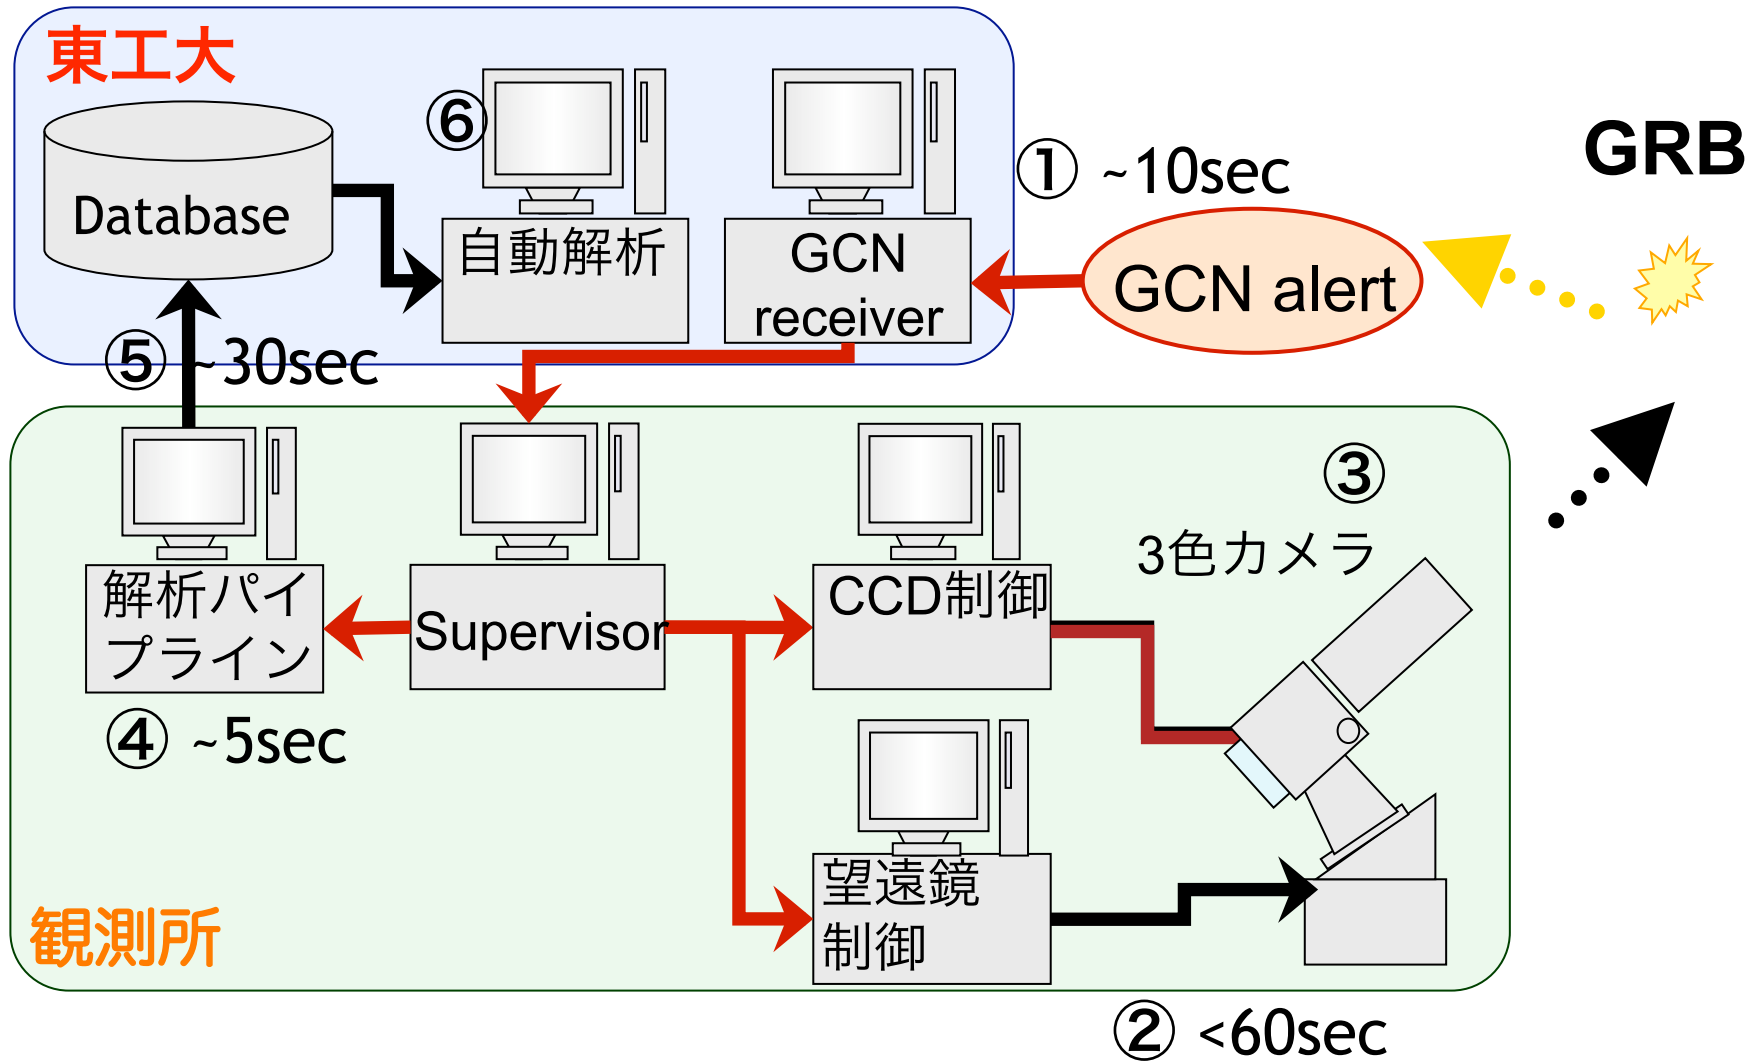 東工大
Database
⑥
自動解析
GCN
receiver
① ~10sec
GCN alert
GRB
⑤ ~30sec
解析パイ
プライン
④ ~5sec
Supervisor
CCD制御
③
3色カメラ
望遠鏡
制御
観測所
② <60sec